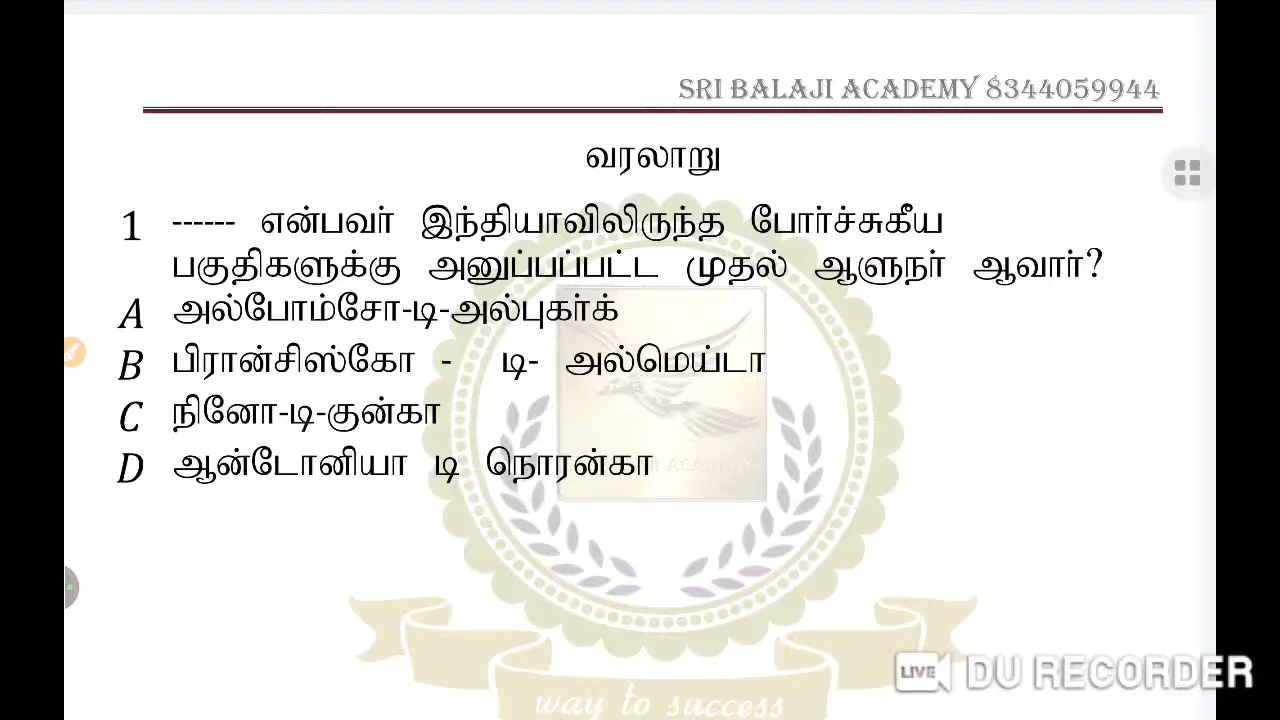 SRI BALAJI ACADEMY 8344059944
வரலாறு
1 ------ என்பவர் இந்தியாவிலிருந்த போர்ச்சுகீய
பகுதிகளுக்கு அனுப்பப்பட்ட முதல் ஆளுநர் ஆவார்?
A அல்போம்சோ-டி-அல்புகர்க்
B பிரான்சிஸ்கோ - டி- அல்மெய்டா
C நினோ-டி-குன்கா
D ஆன்டோனியா டி நொரன்கா
way to success
LIVE DU RECORDER